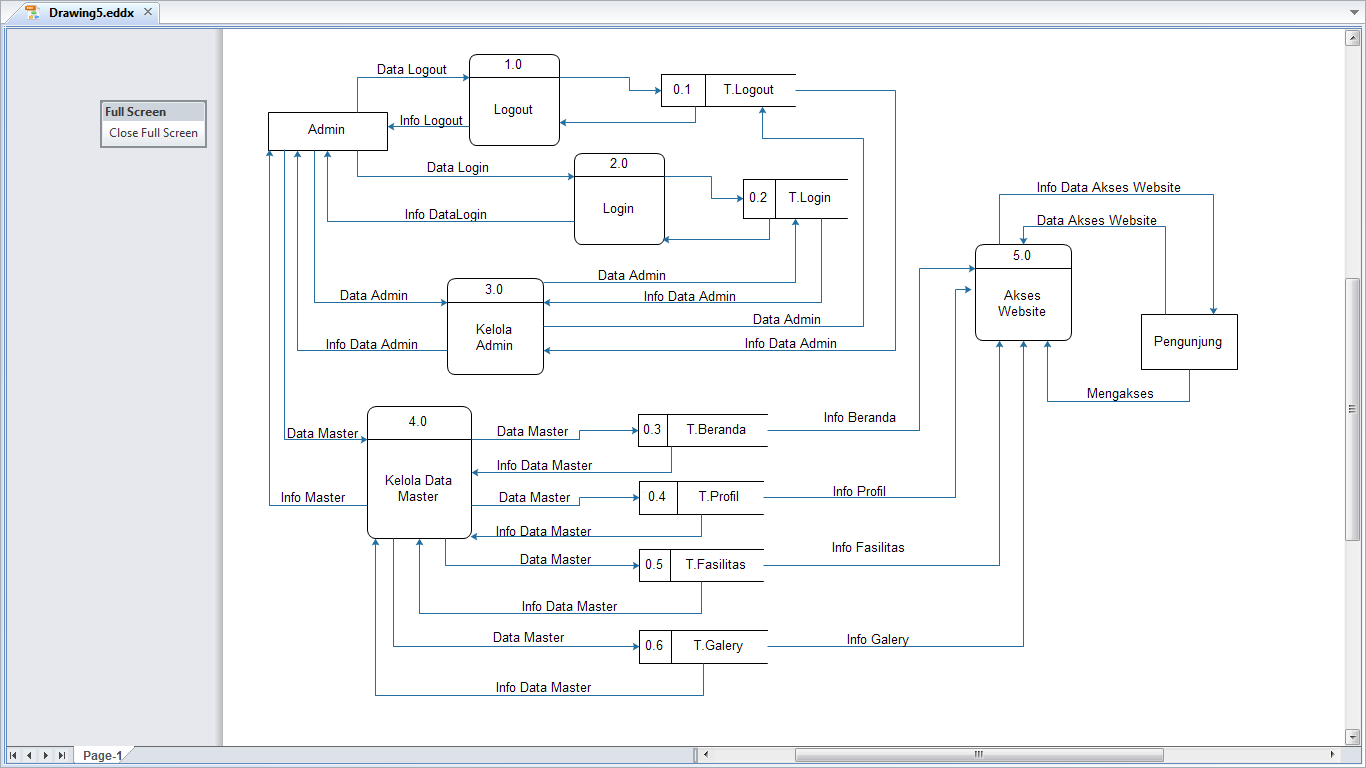 Drawing5.eddx
Full Screen
Close Full Screen
Data Logout
1.0
Logout
0.1
T.Logout
Admin
Info Logout
Data Login
2.0
Login
0.2
T.Login
Info DataLogin
Info Data Akses Website
Data Akses Website
5.0
Akses
Website
Pengunjung
Mengakses
Data Admin
Info Data Admin
Data Admin
Info Data Admin
Data Admin
3.0
Kelola
Admin
Info Data Admin
4.0
Kelola Data
Master
Data Master
Info Master
Data Master
0.3
T.Beranda
Info Beranda
Info Data Master
Data Master
0.4
T.Profil
Info Profil
Info Data Master
Data Master
0.5
T.Fasilitas
Info Fasilitas
Info Data Master
Data Master
0.6
T.Galery
Info Galery
Info Data Master
Page-1